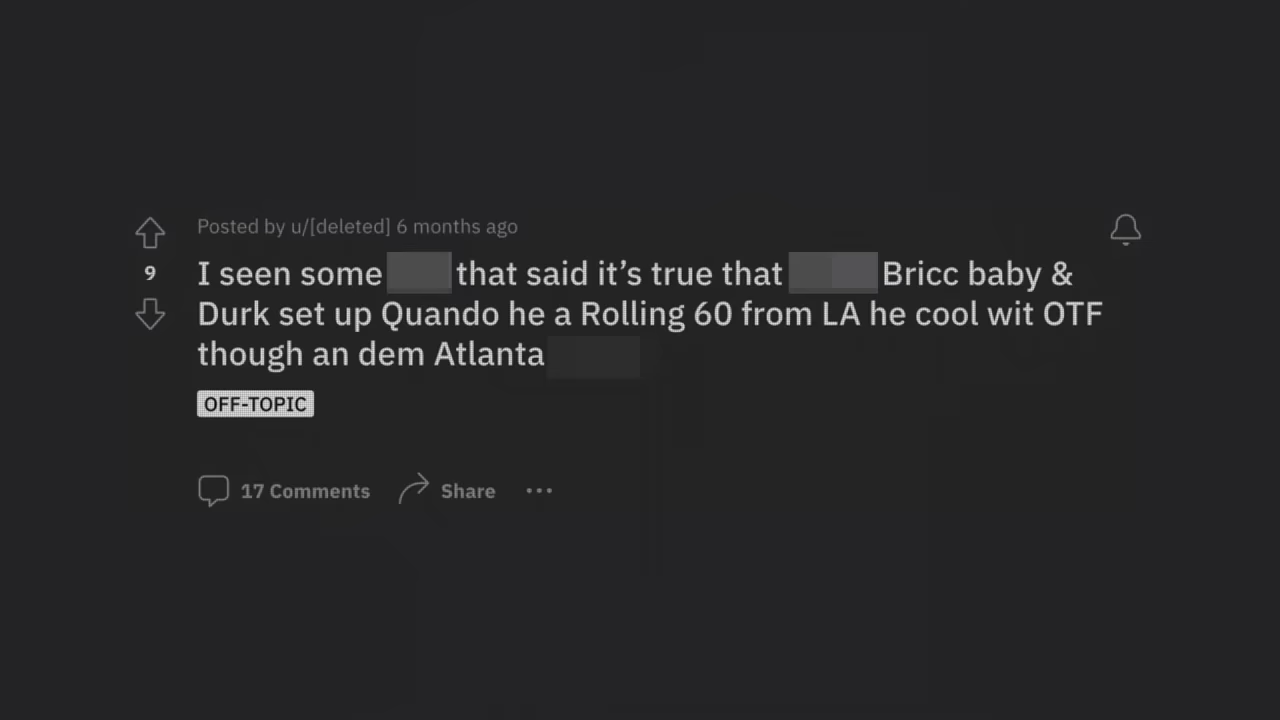 Posted by u/[deleted] 6 months ago
9
I seen some that said it's true that Bricc baby &
Durk set up Quando he a Rolling 60 from LA he cool wit OTF
though an dem Atlanta
OFF-TOPIC
17 Comments Share